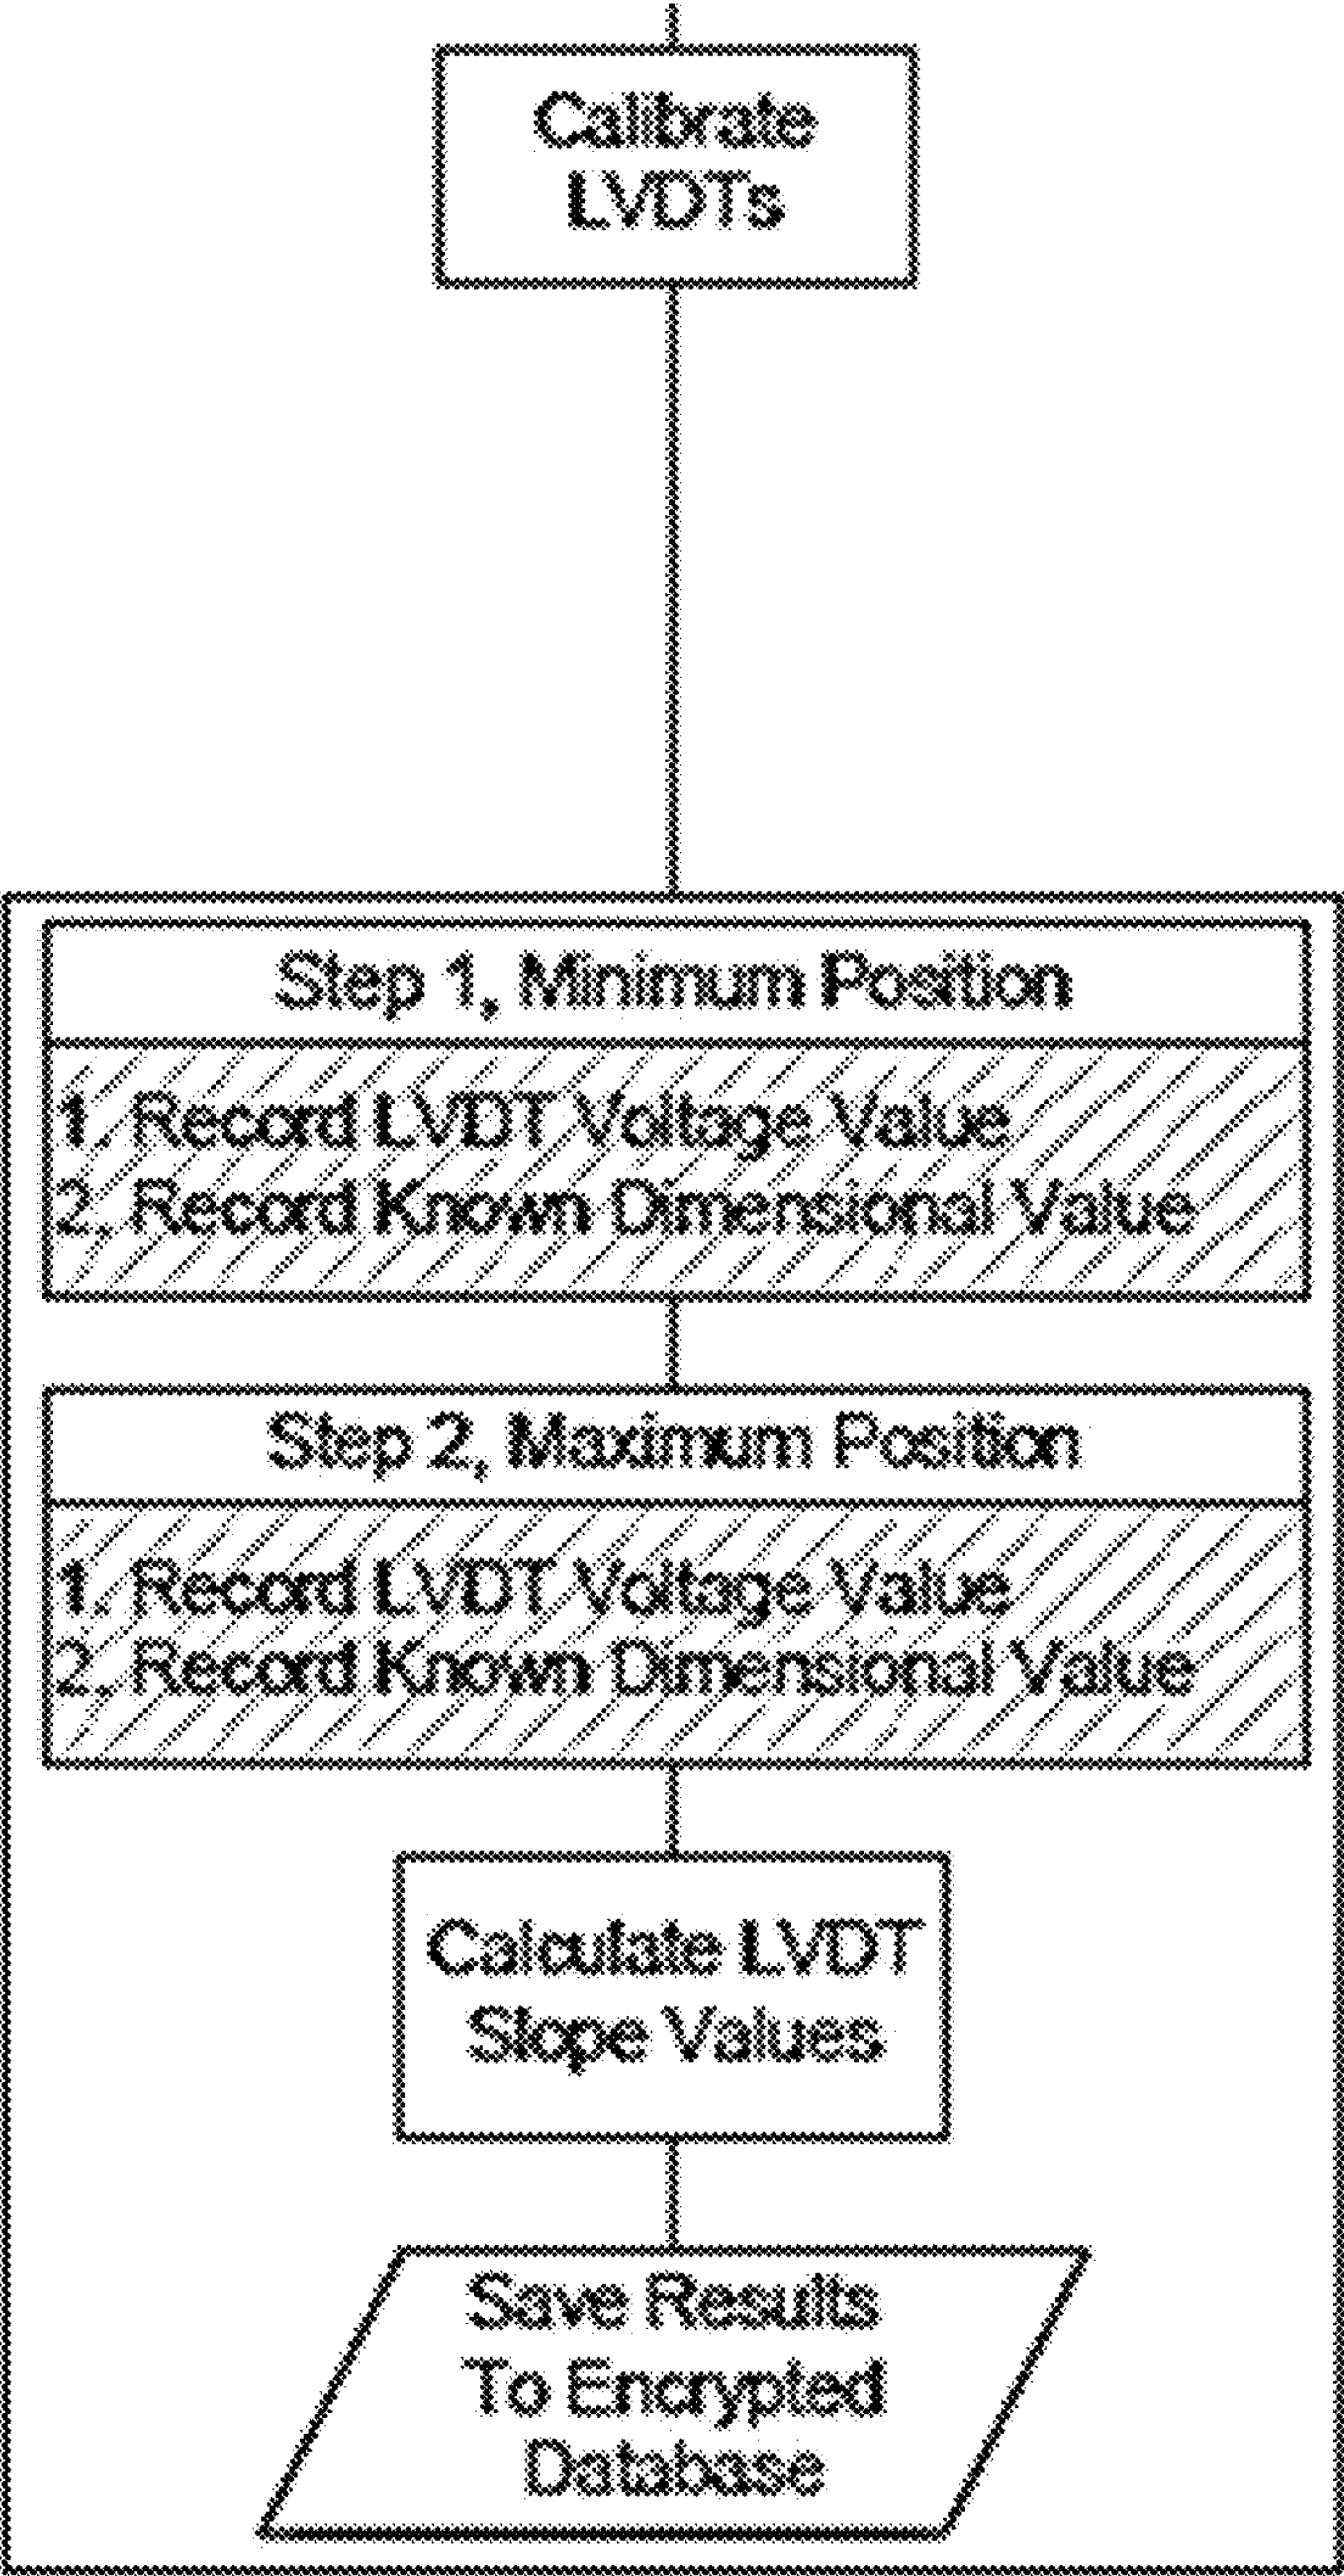 Calibrate
LVDTs
Step 1, Minimum Position
1. Record LVDT Voltage Value
2. Record Known Dimensional Value
Step 2, Maximum Position
1. Record LVDT Voltage Value
2. Record Known Dimensional Value
Calculate LVDT
Slope Values
Save Results
To Encrypted
Database